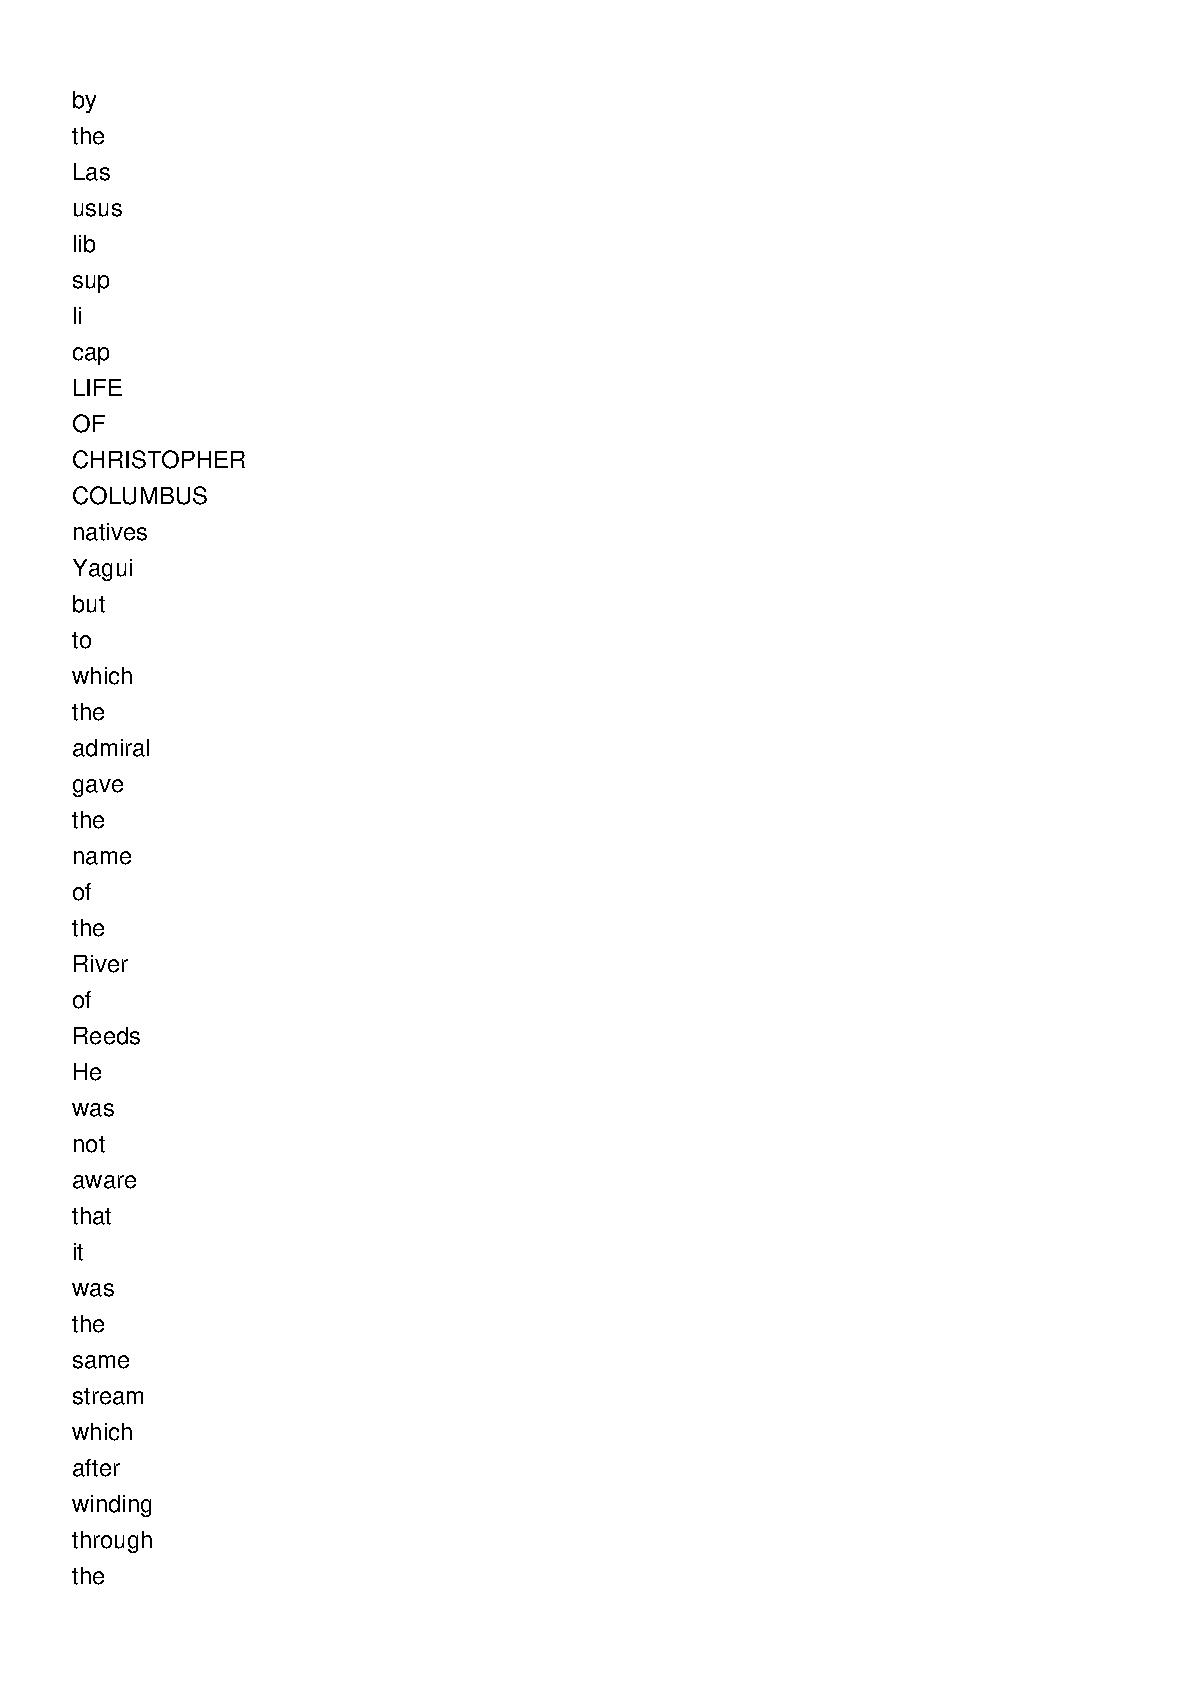 by
the
Las
usus
lib
sup
li
cap
LIFE
OF
CHRISTOPHER
COLUMBUS
natives
Yagui
but
to
which
the
admiral
gave
the
name
of
the
River
of
Reeds
He
was
not
aware
that
it
was
the
same
stream
which
after
winding
through
the